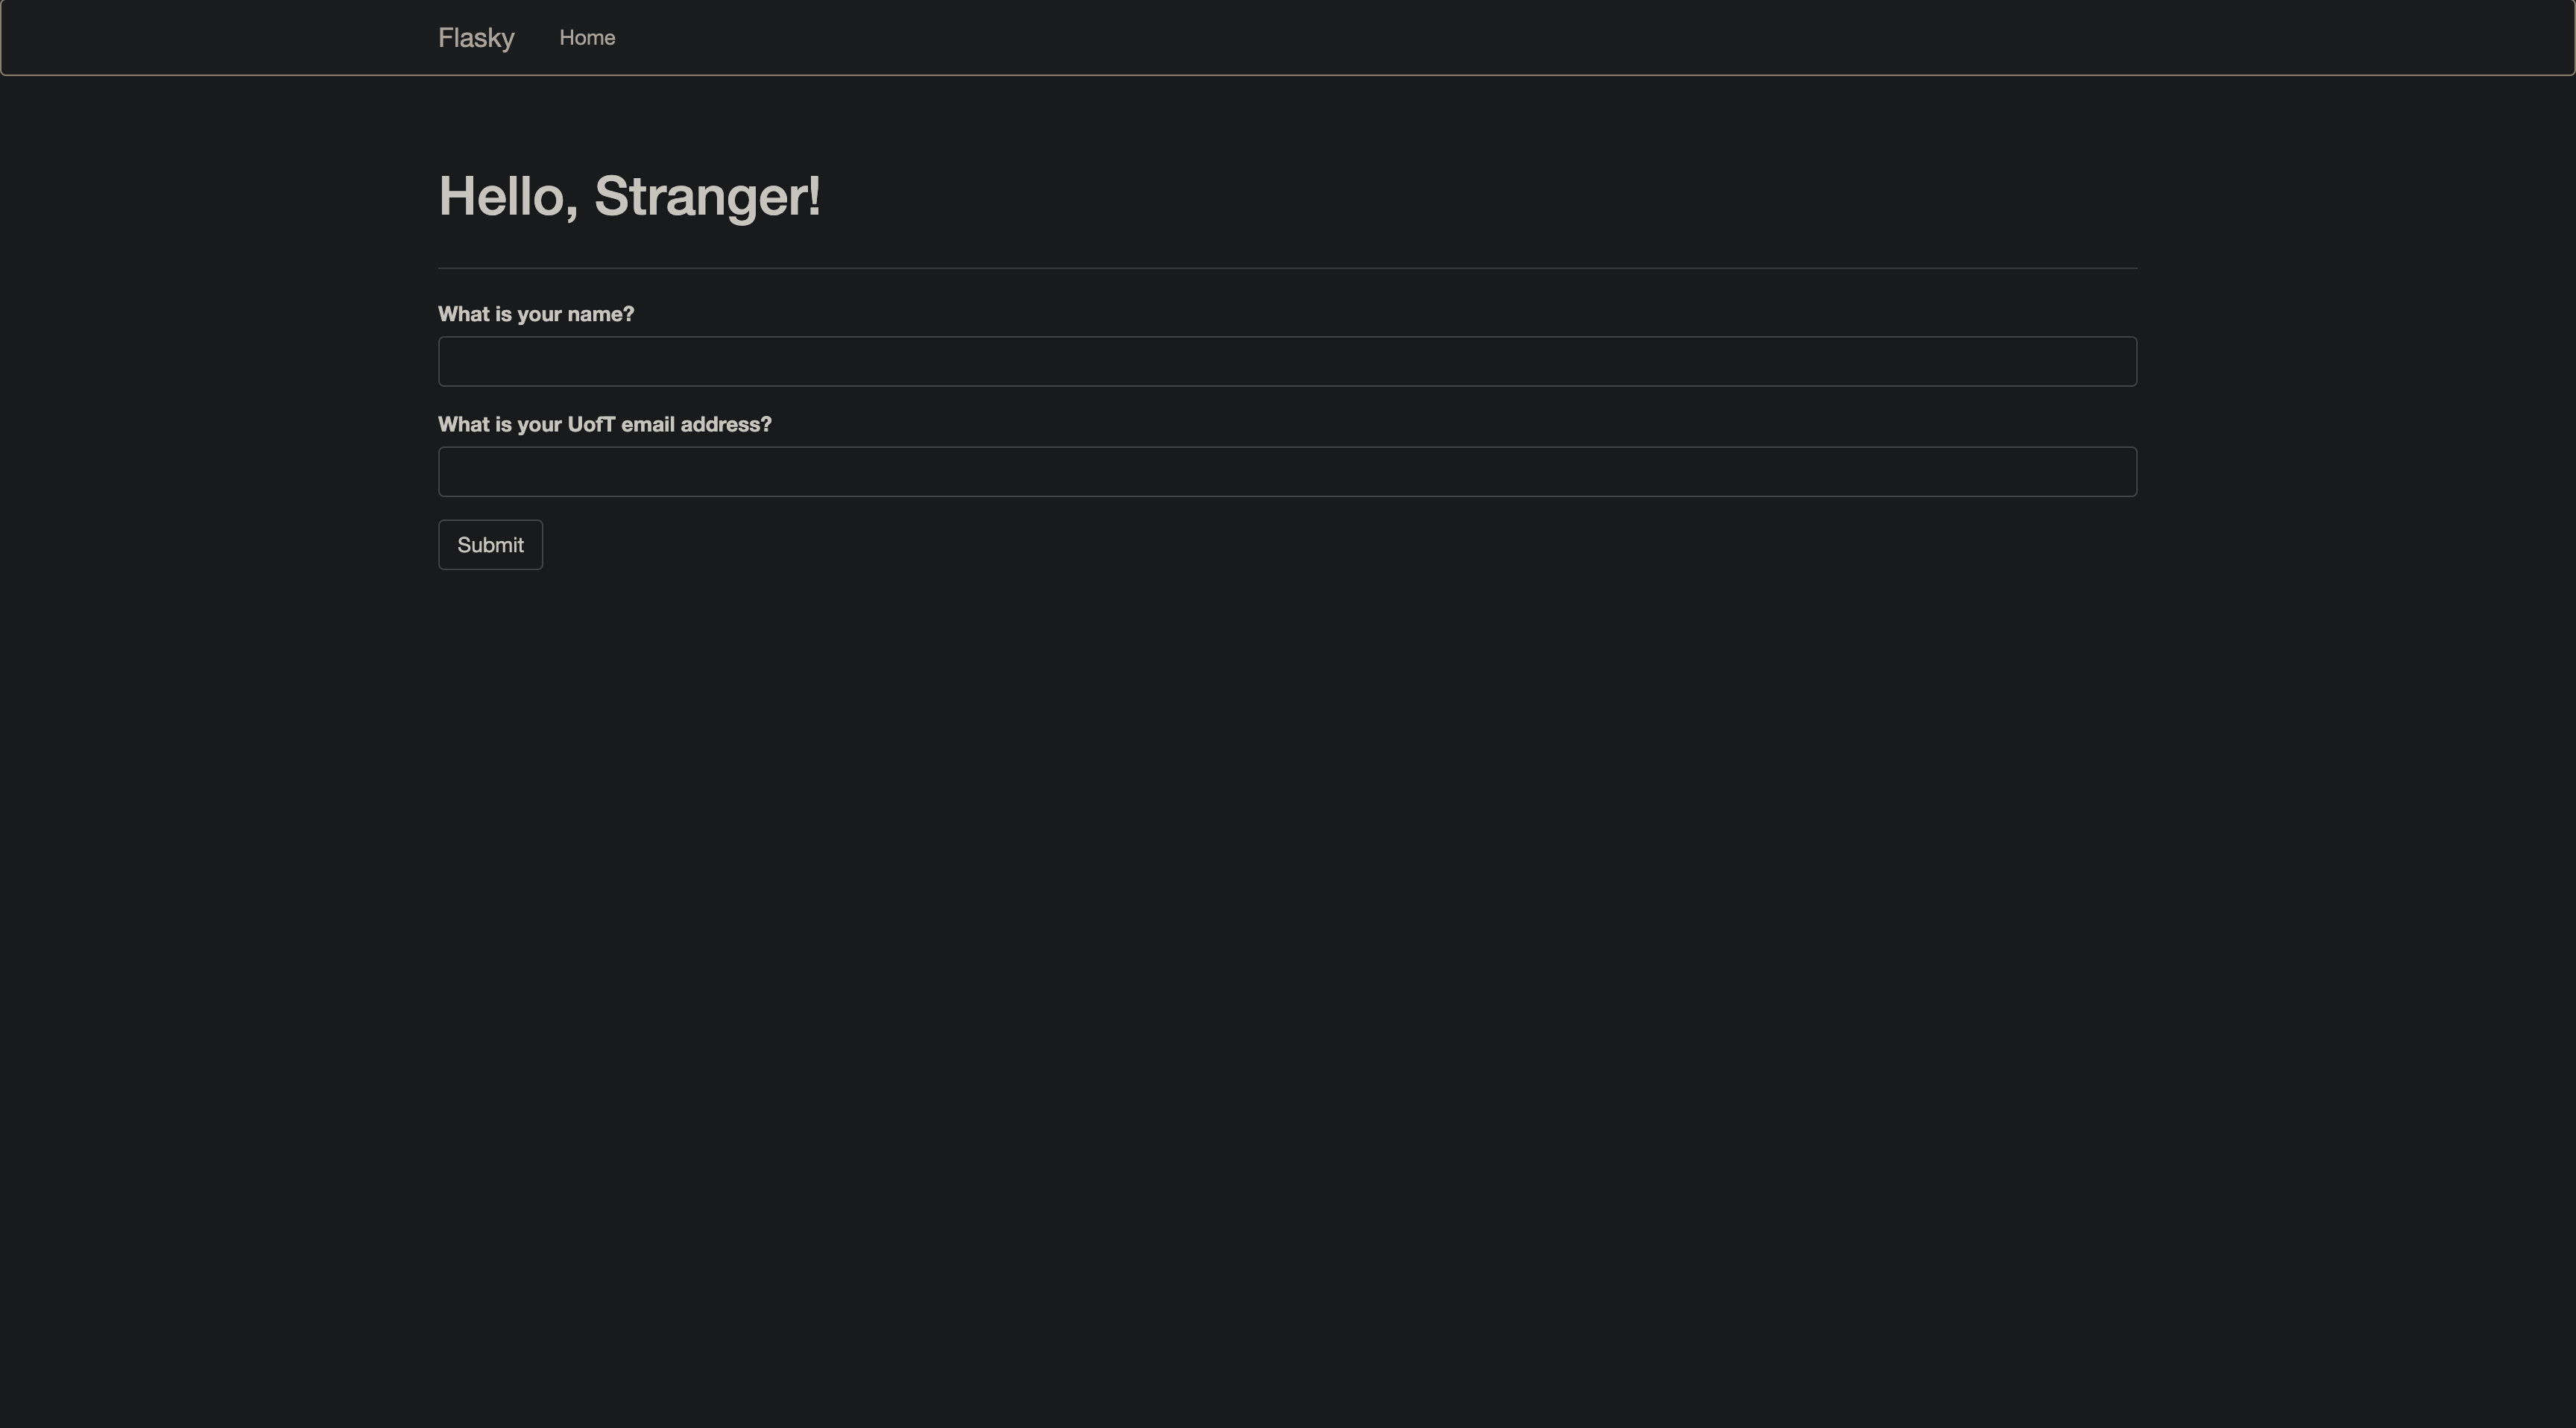 Flasky Home
Hello, Stranger!
What is your name?
What is your UofT email address?
Submit